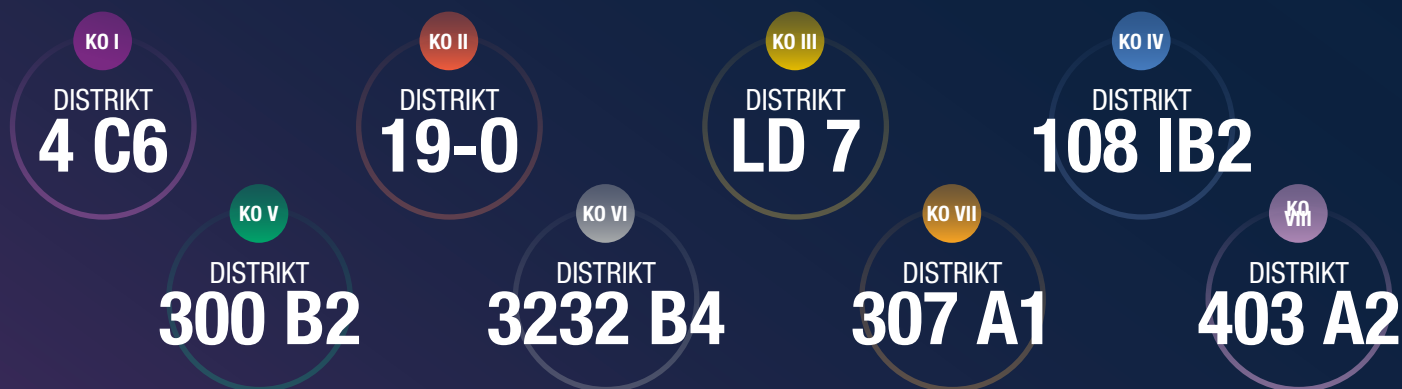 KO I
DISTRIKT
4 C6
KO II
DISTRIKT
19-O
KO III
DISTRIKT
LD 7
KO IV
DISTRIKT
108 IB2
KO V
DISTRIKT
300 B2
KO VI
DISTRIKT
3232 B4
KO VII
DISTRIKT
307 A1
KO
VIII
DISTRIKT
403 A2